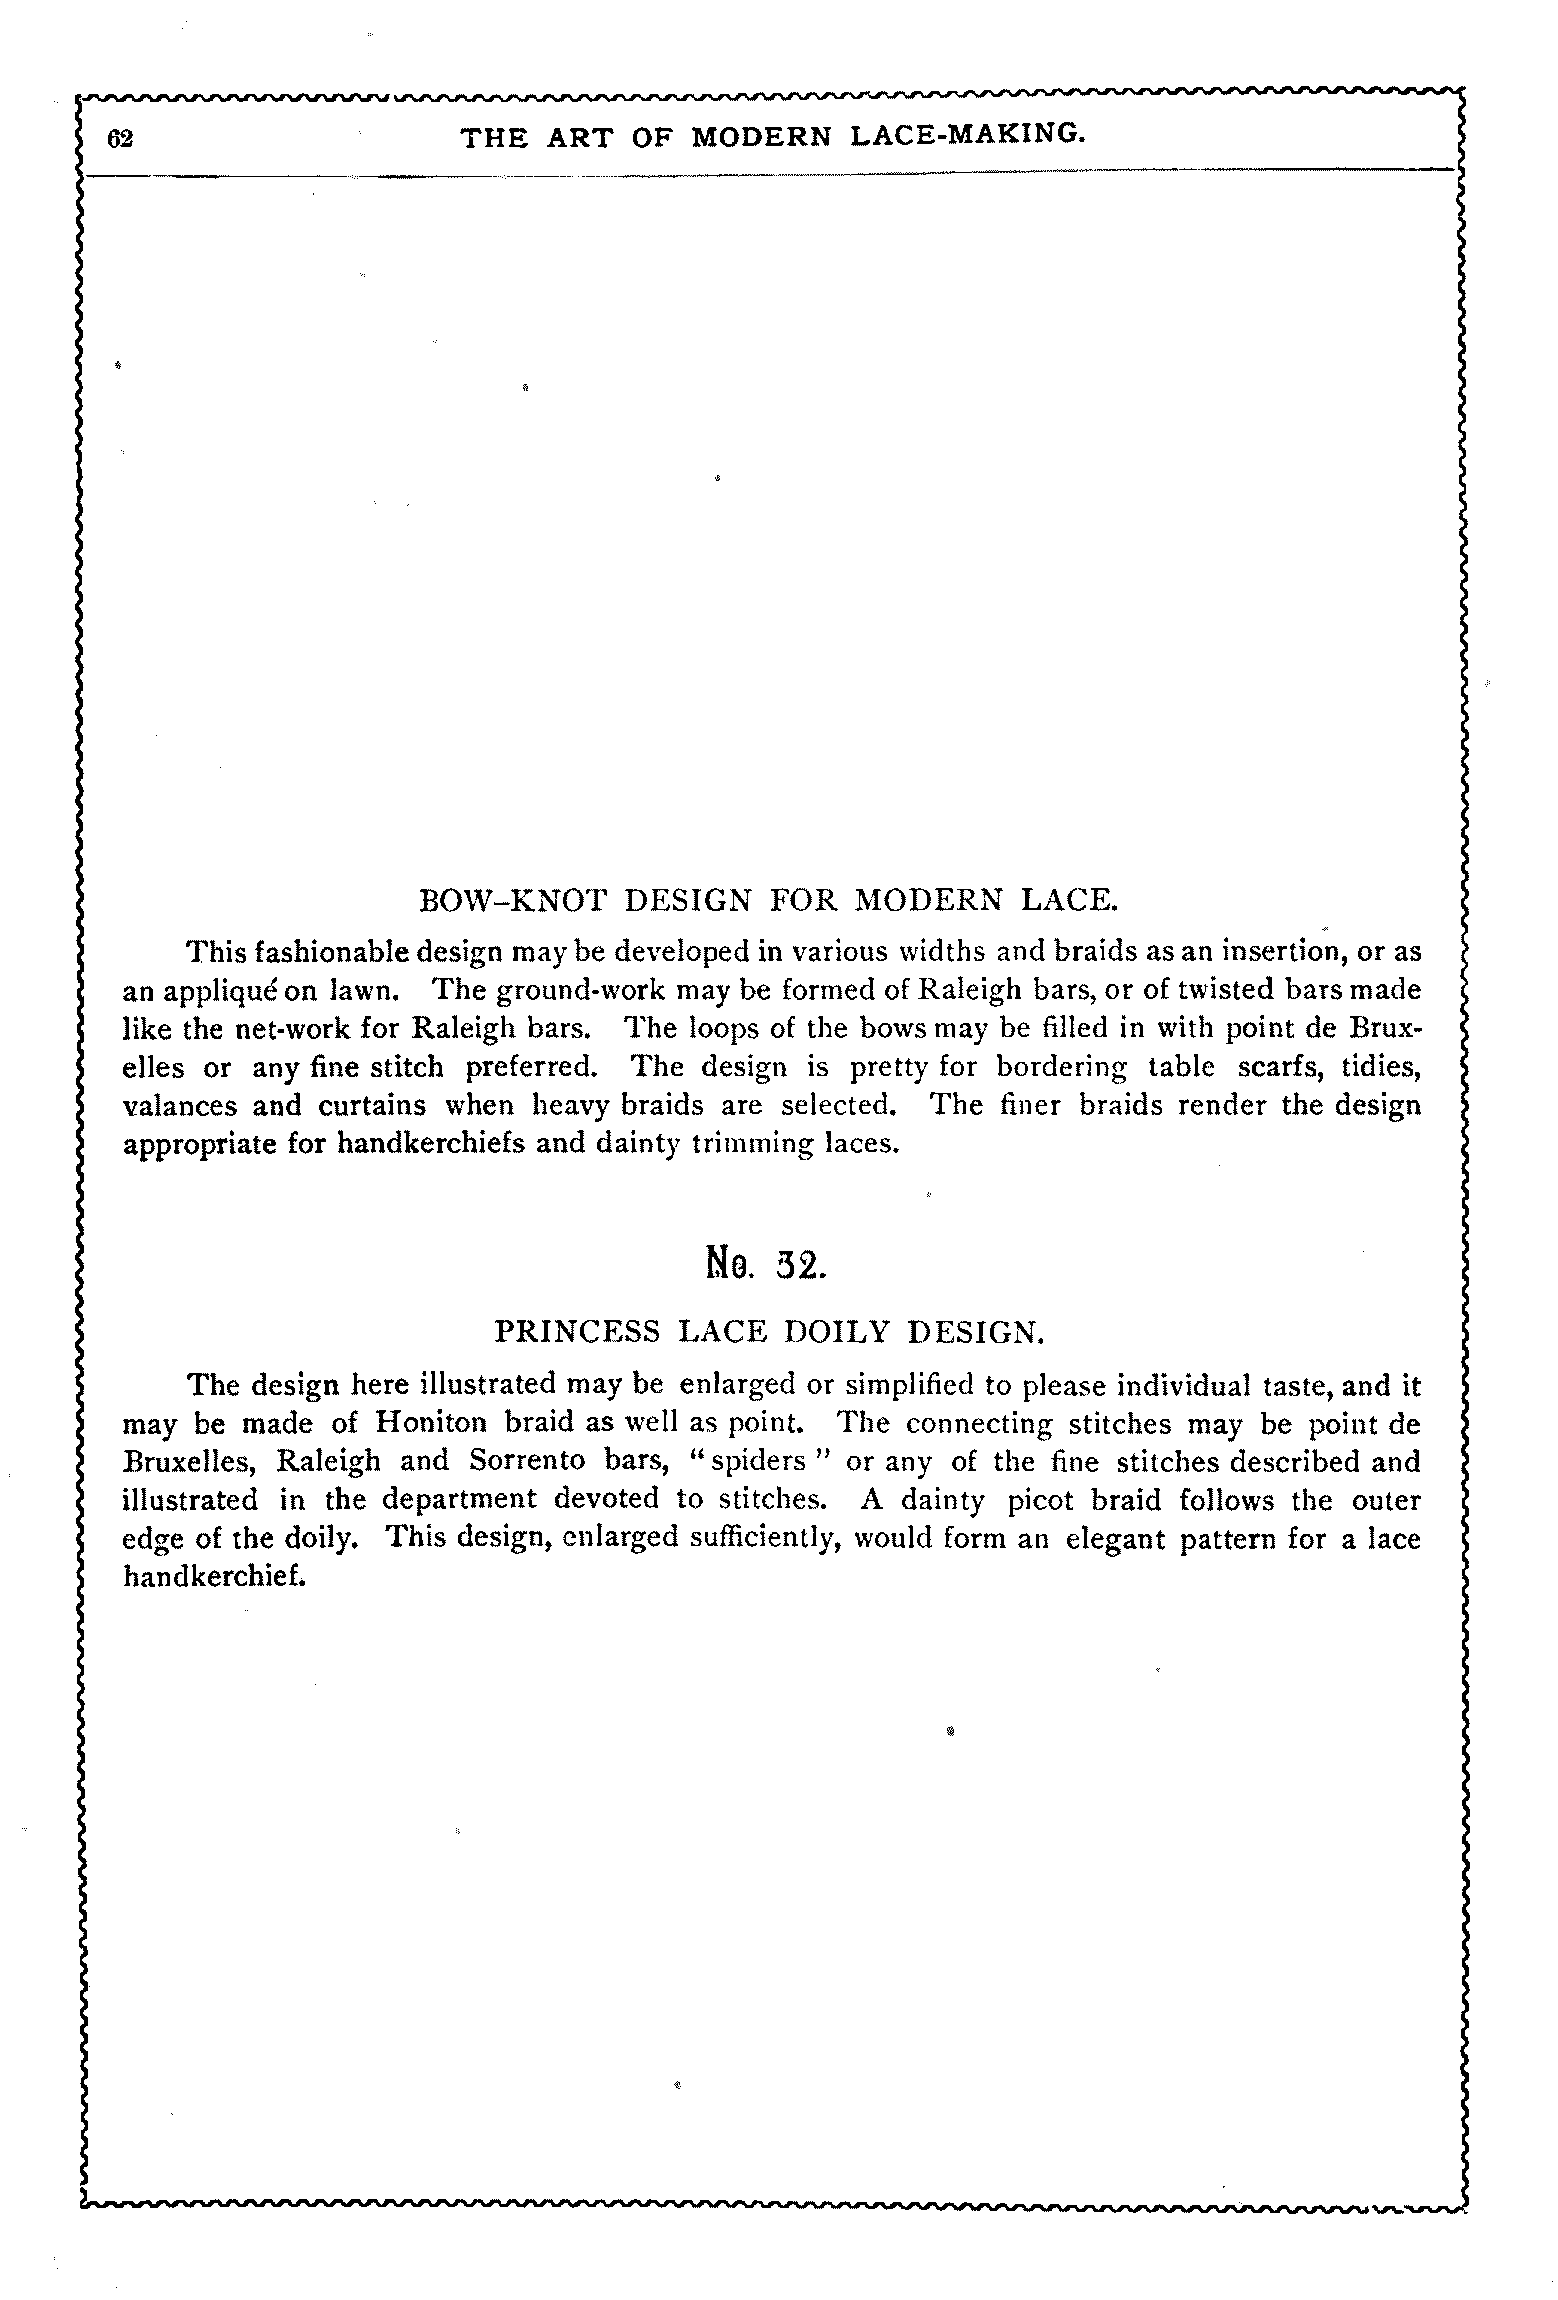 62 THE ART OF MODERN LACE-MAKING.
BOW-KNOT DESIGN FOR MODERN LACE.
This fashionable design may be developed in various widths and braids as an insertion, or as
an appliqué on lawn. The ground-work may be formed of Raleigh bars, or of twisted bars made
like the net-work for Raleigh bars. The loops of the bows may be filled in with point de Brux-
elles or any fine stitch preferred. The design is pretty for bordering table scarfs, tidies,
valances and curtains when heavy braids are selected. The finer braids render the design
appropriate for handkerchiefs and dainty trimming laces.
No. 32.
PRINCESS LACE DOILY DESIGN.
The design here illustrated may be enlarged or simplified to please individual taste, and it
may be made of Honiton braid as well as point. The connecting stitches may be point de
Bruxelles, Raleigh and Sorrento bars, "spiders" or any of the fine stitches described and
illustrated in the department devoted to stitches. A dainty picot braid follows the outer
edge of the doily. This design, enlarged sufficiently, would form an elegant pattern for a lace
handkerchief.